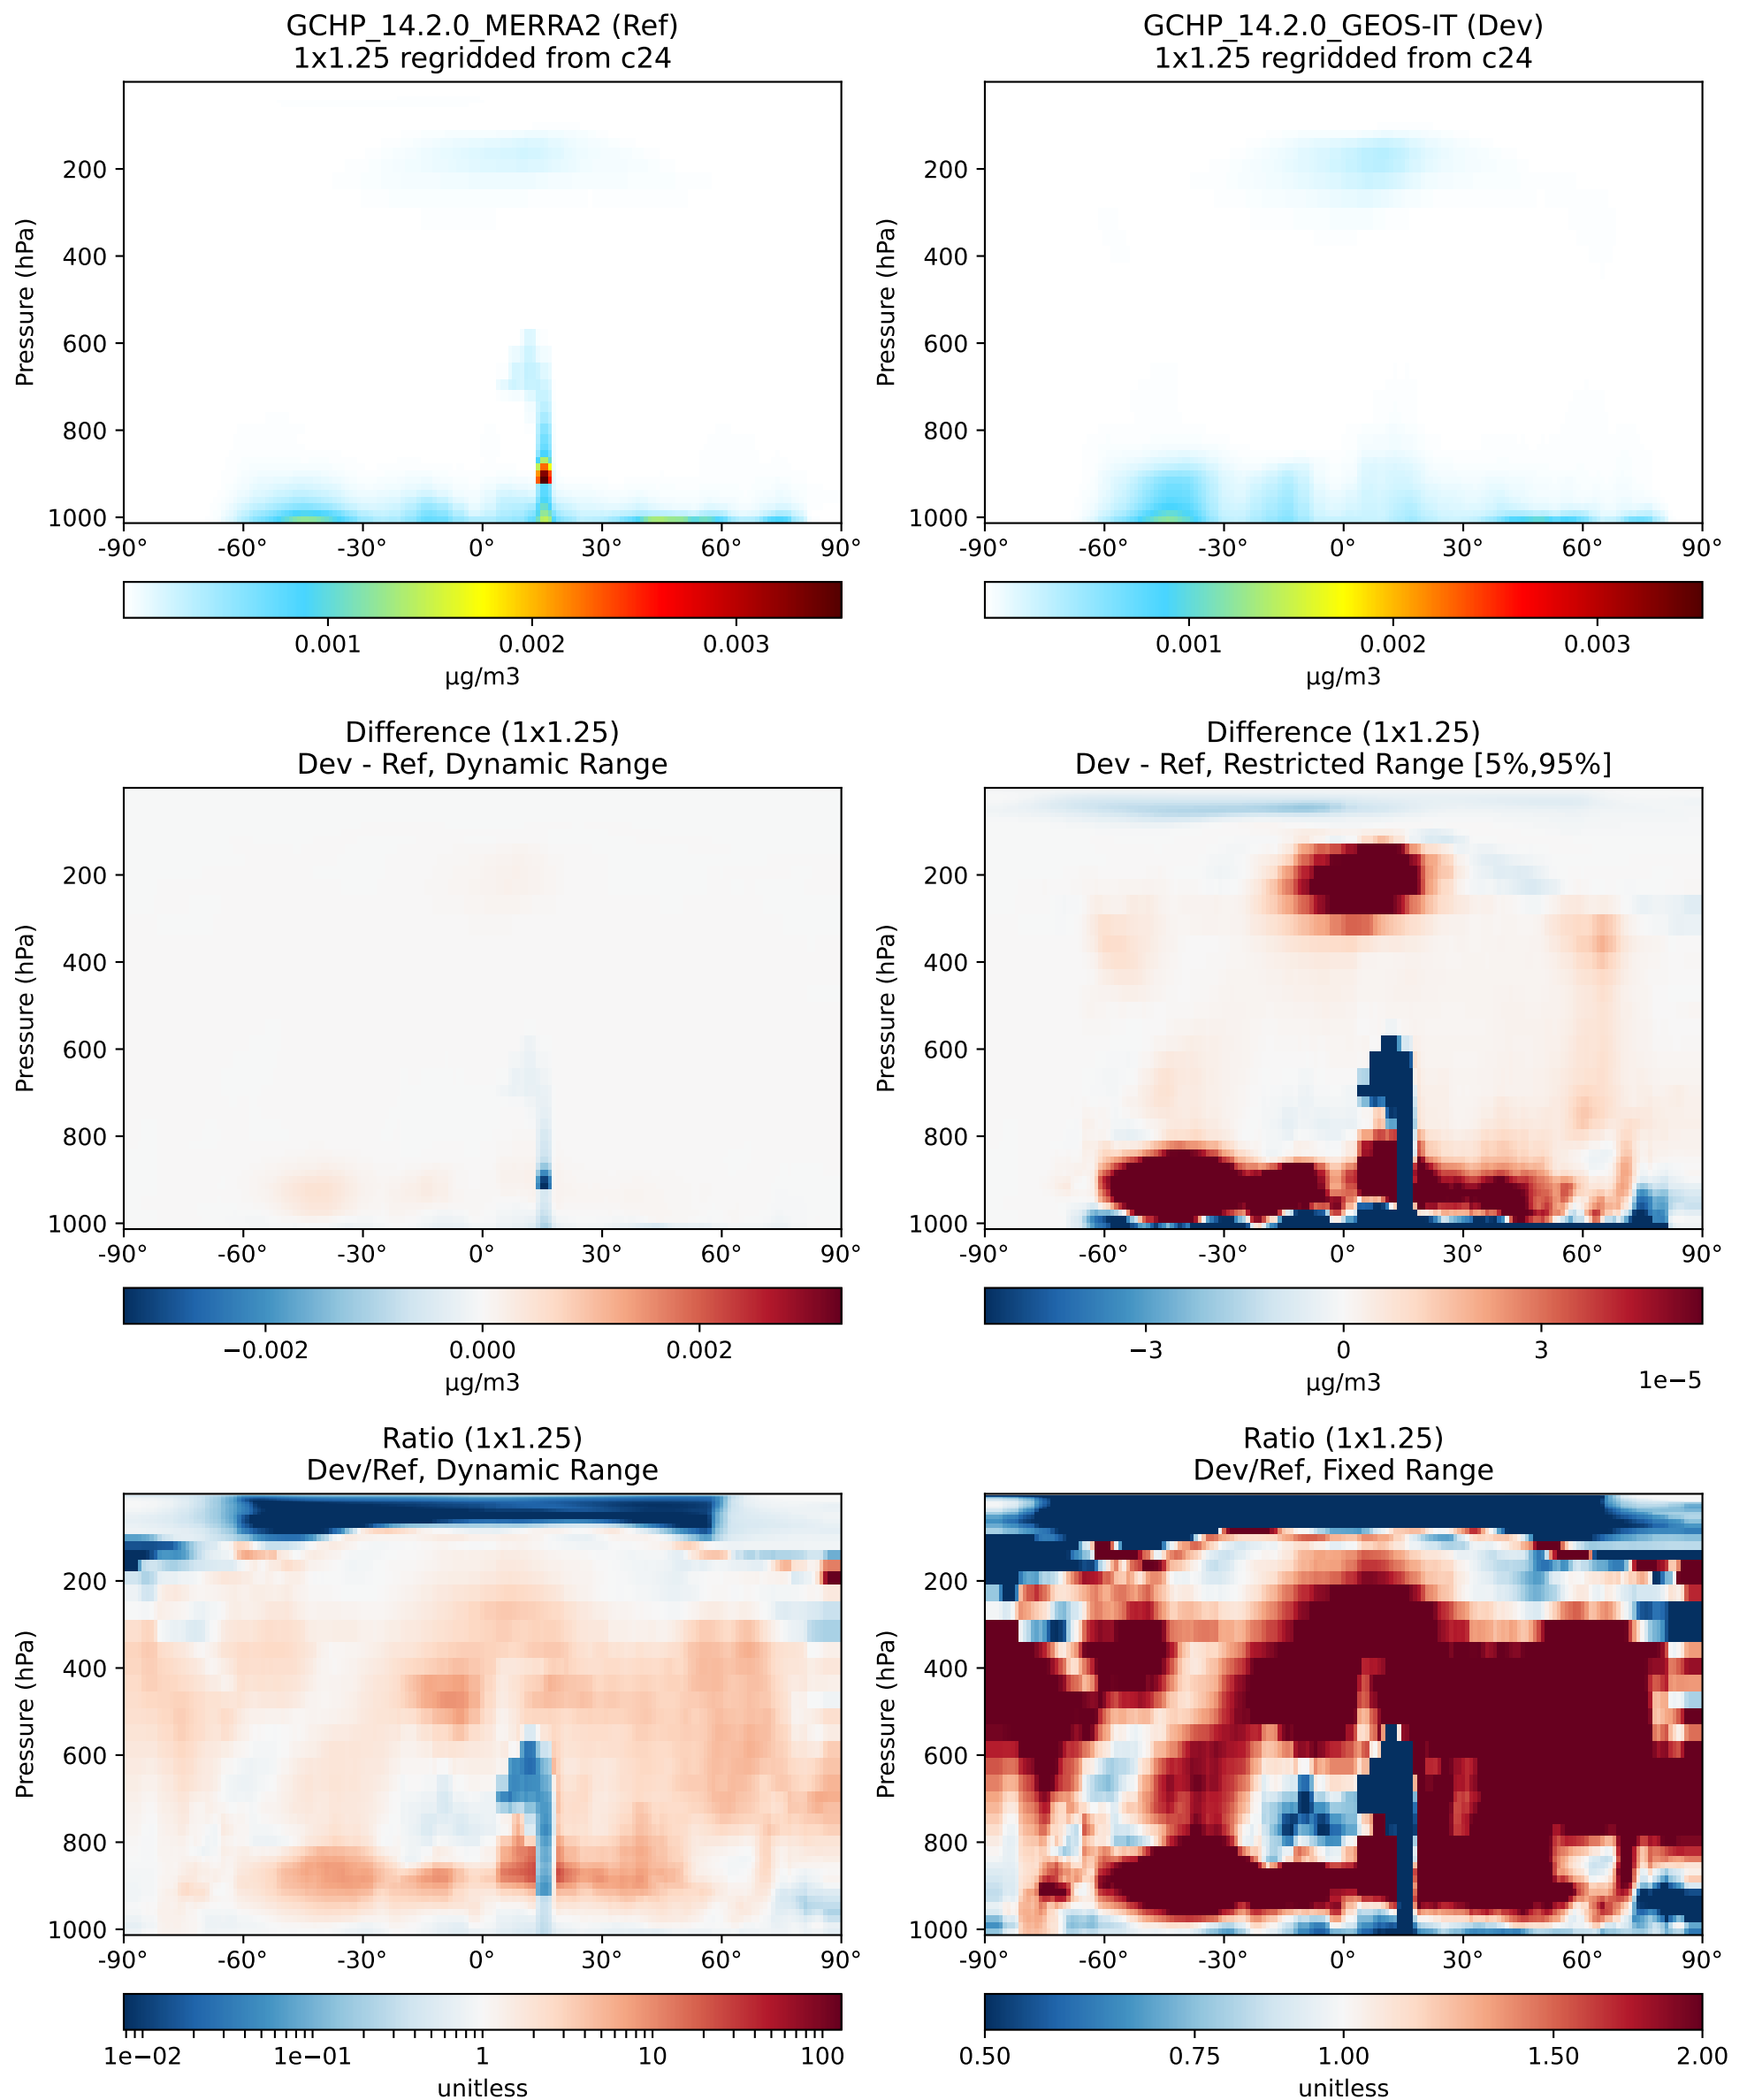 GCHP_14.2.0_MERRA2 (Ref)
1x1.25 regridded from c24
Pressure (hPa)
200
400
600
800
1000
-90° -60° -30° 0° 30° 60° 90°
0.001 0.002 0.003
μg/m3
GCHP_14.2.0_GEOS-IT (Dev)
1x1.25 regridded from c24
Pressure (hPa)
200
400
600
800
1000
-90° -60° -30° 0° 30° 60° 90°
0.001 0.002 0.003
μg/m3
Difference (1x1.25)
Dev - Ref, Dynamic Range
Pressure (hPa)
200
400
600
800
1000
-90° -60° -30° 0° 30° 60° 90°
−0.002 0.000 0.002
μg/m3
Difference (1x1.25)
Dev - Ref, Restricted Range [5%,95%]
Pressure (hPa)
200
400
600
800
1000
-90° -60° -30° 0° 30° 60° 90°
−3 0 3
μg/m3
1e−5
Ratio (1x1.25)
Dev/Ref, Dynamic Range
Pressure (hPa)
200
400
600
800
1000
-90° -60° -30° 0° 30° 60° 90°
1e−02 1e−01 1 10 100
unitless
Ratio (1x1.25)
Dev/Ref, Fixed Range
Pressure (hPa)
200
400
600
800
1000
-90° -60° -30° 0° 30° 60° 90°
0.50 0.75 1.00 1.50 2.00
unitless